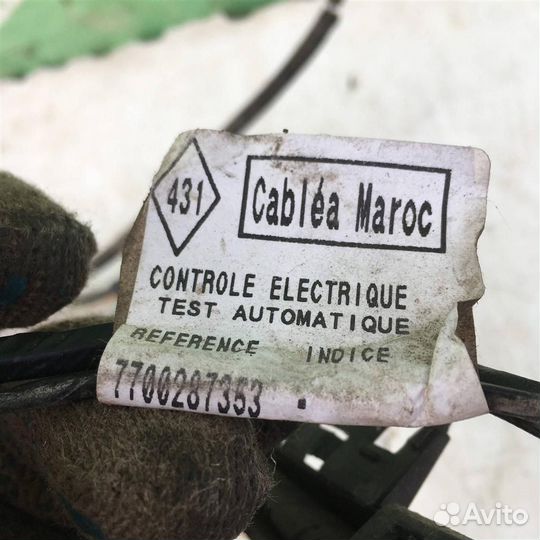 431
Cabléa Maroc
CONTROLE ELECTRIQUE
TEST AUTOMATIQUE
REFERENCE INDICE
7700287353 -
Avito